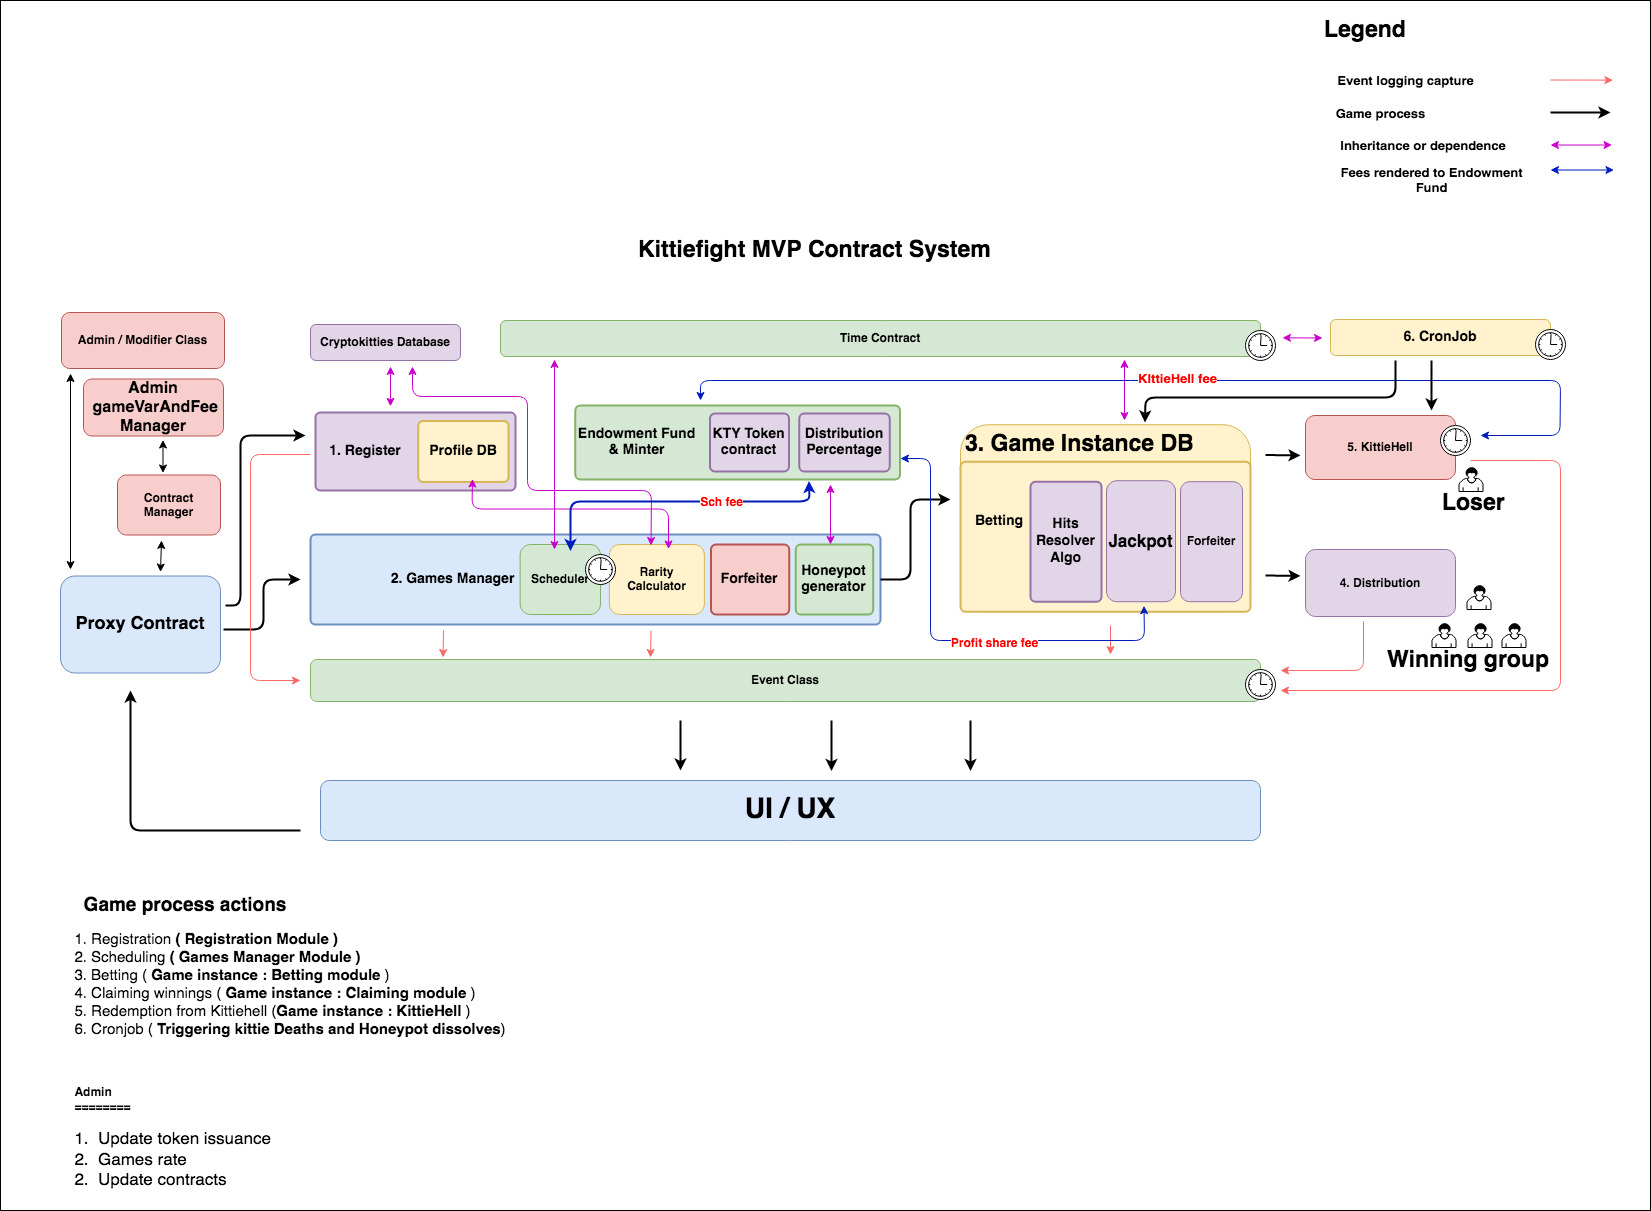 Legend
Event logging capture
Game process
Inheritance or dependence
Fees rendered to Endowment
Fund
Kittiefight MVP Contract System
Admin / Modifier Class
Cryptokitties Database
Time Contract
6. CronJob
Admin
gameVarAndFee
Manager
KIttieHell fee
1. Register
Profile DB
Endowment Fund
& Minter
KTY Token
contract
Distribution
Percentage
3. Game Instance DB
5. KittieHell
Loser
Contract
Manager
Sch fee
Betting
Hits
Resolver
Algo
Jackpot
Forfeiter
2. Games Manager
Scheduler
Rarity
Calculator
Forfeiter
Honeypot
generator
4. Distribution
Proxy Contract
Profit share fee
Winning group
Event Class
UI / UX
Game process actions
1. Registration ( Registration Module )
2. Scheduling ( Games Manager Module )
3. Betting ( Game instance : Betting module )
4. Claiming winnings ( Game instance : Claiming module )
5. Redemption from Kittiehell (Game instance : KittieHell )
6. Cronjob ( Triggering kittie Deaths and Honeypot dissolves)
Admin
========
1. Update token issuance
2. Games rate
2. Update contracts